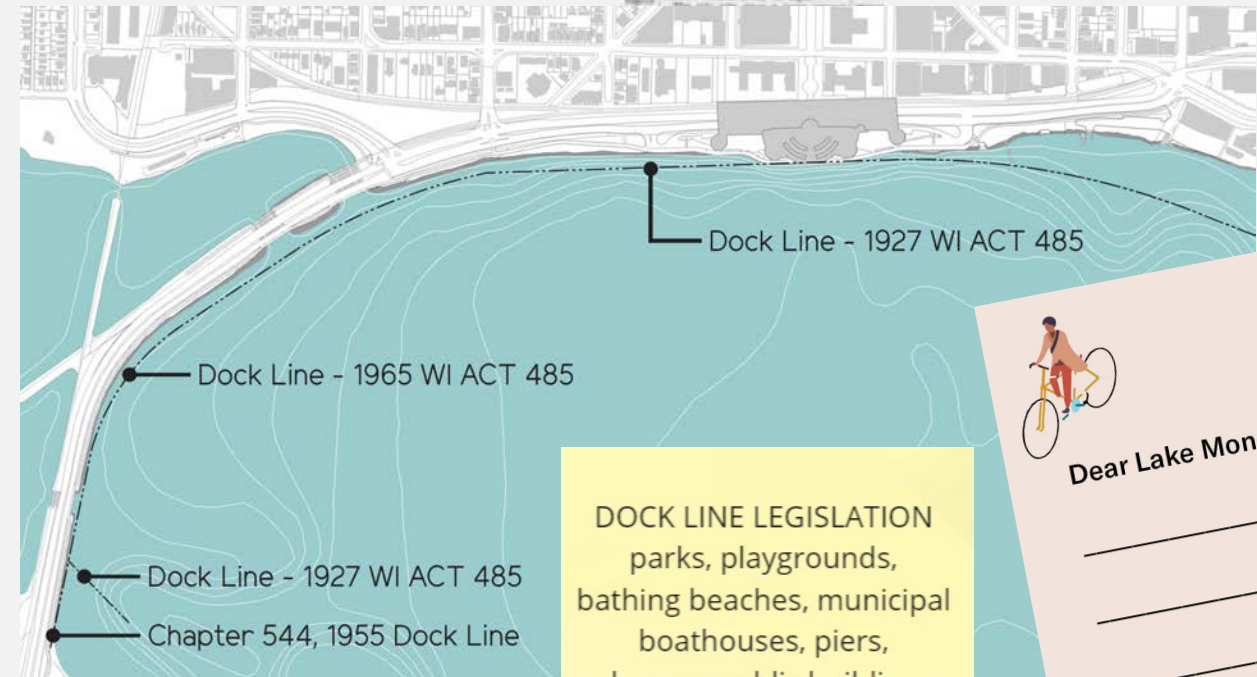 Dock Line - 1927 WI ACT 485
Dock Line - 1965 WI ACT 485
Dock Line - 1927 WI ACT 485
Chapter 544, 1955 Dock Line
DOCK LINE LEGISLATION
parks, playgrounds,
bathing beaches, municipal
boathouses, piers,
Dear Lake Mon